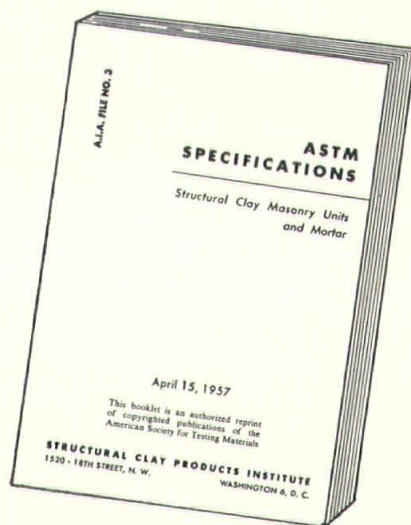 A.I.A. FILE NO. 3
ASTM
SPECIFICATIONS
Structural Clay Masonry Units
and Mortar
April 15, 1957
This booklet is an authorized reprint
of copyrighted publications of the
American Society for Testing Materials
STRUCTURAL CLAY PRODUCTS INSTITUTE
1520 - 18TH STREET, N. W.
WASHINGTON 6, D. C.